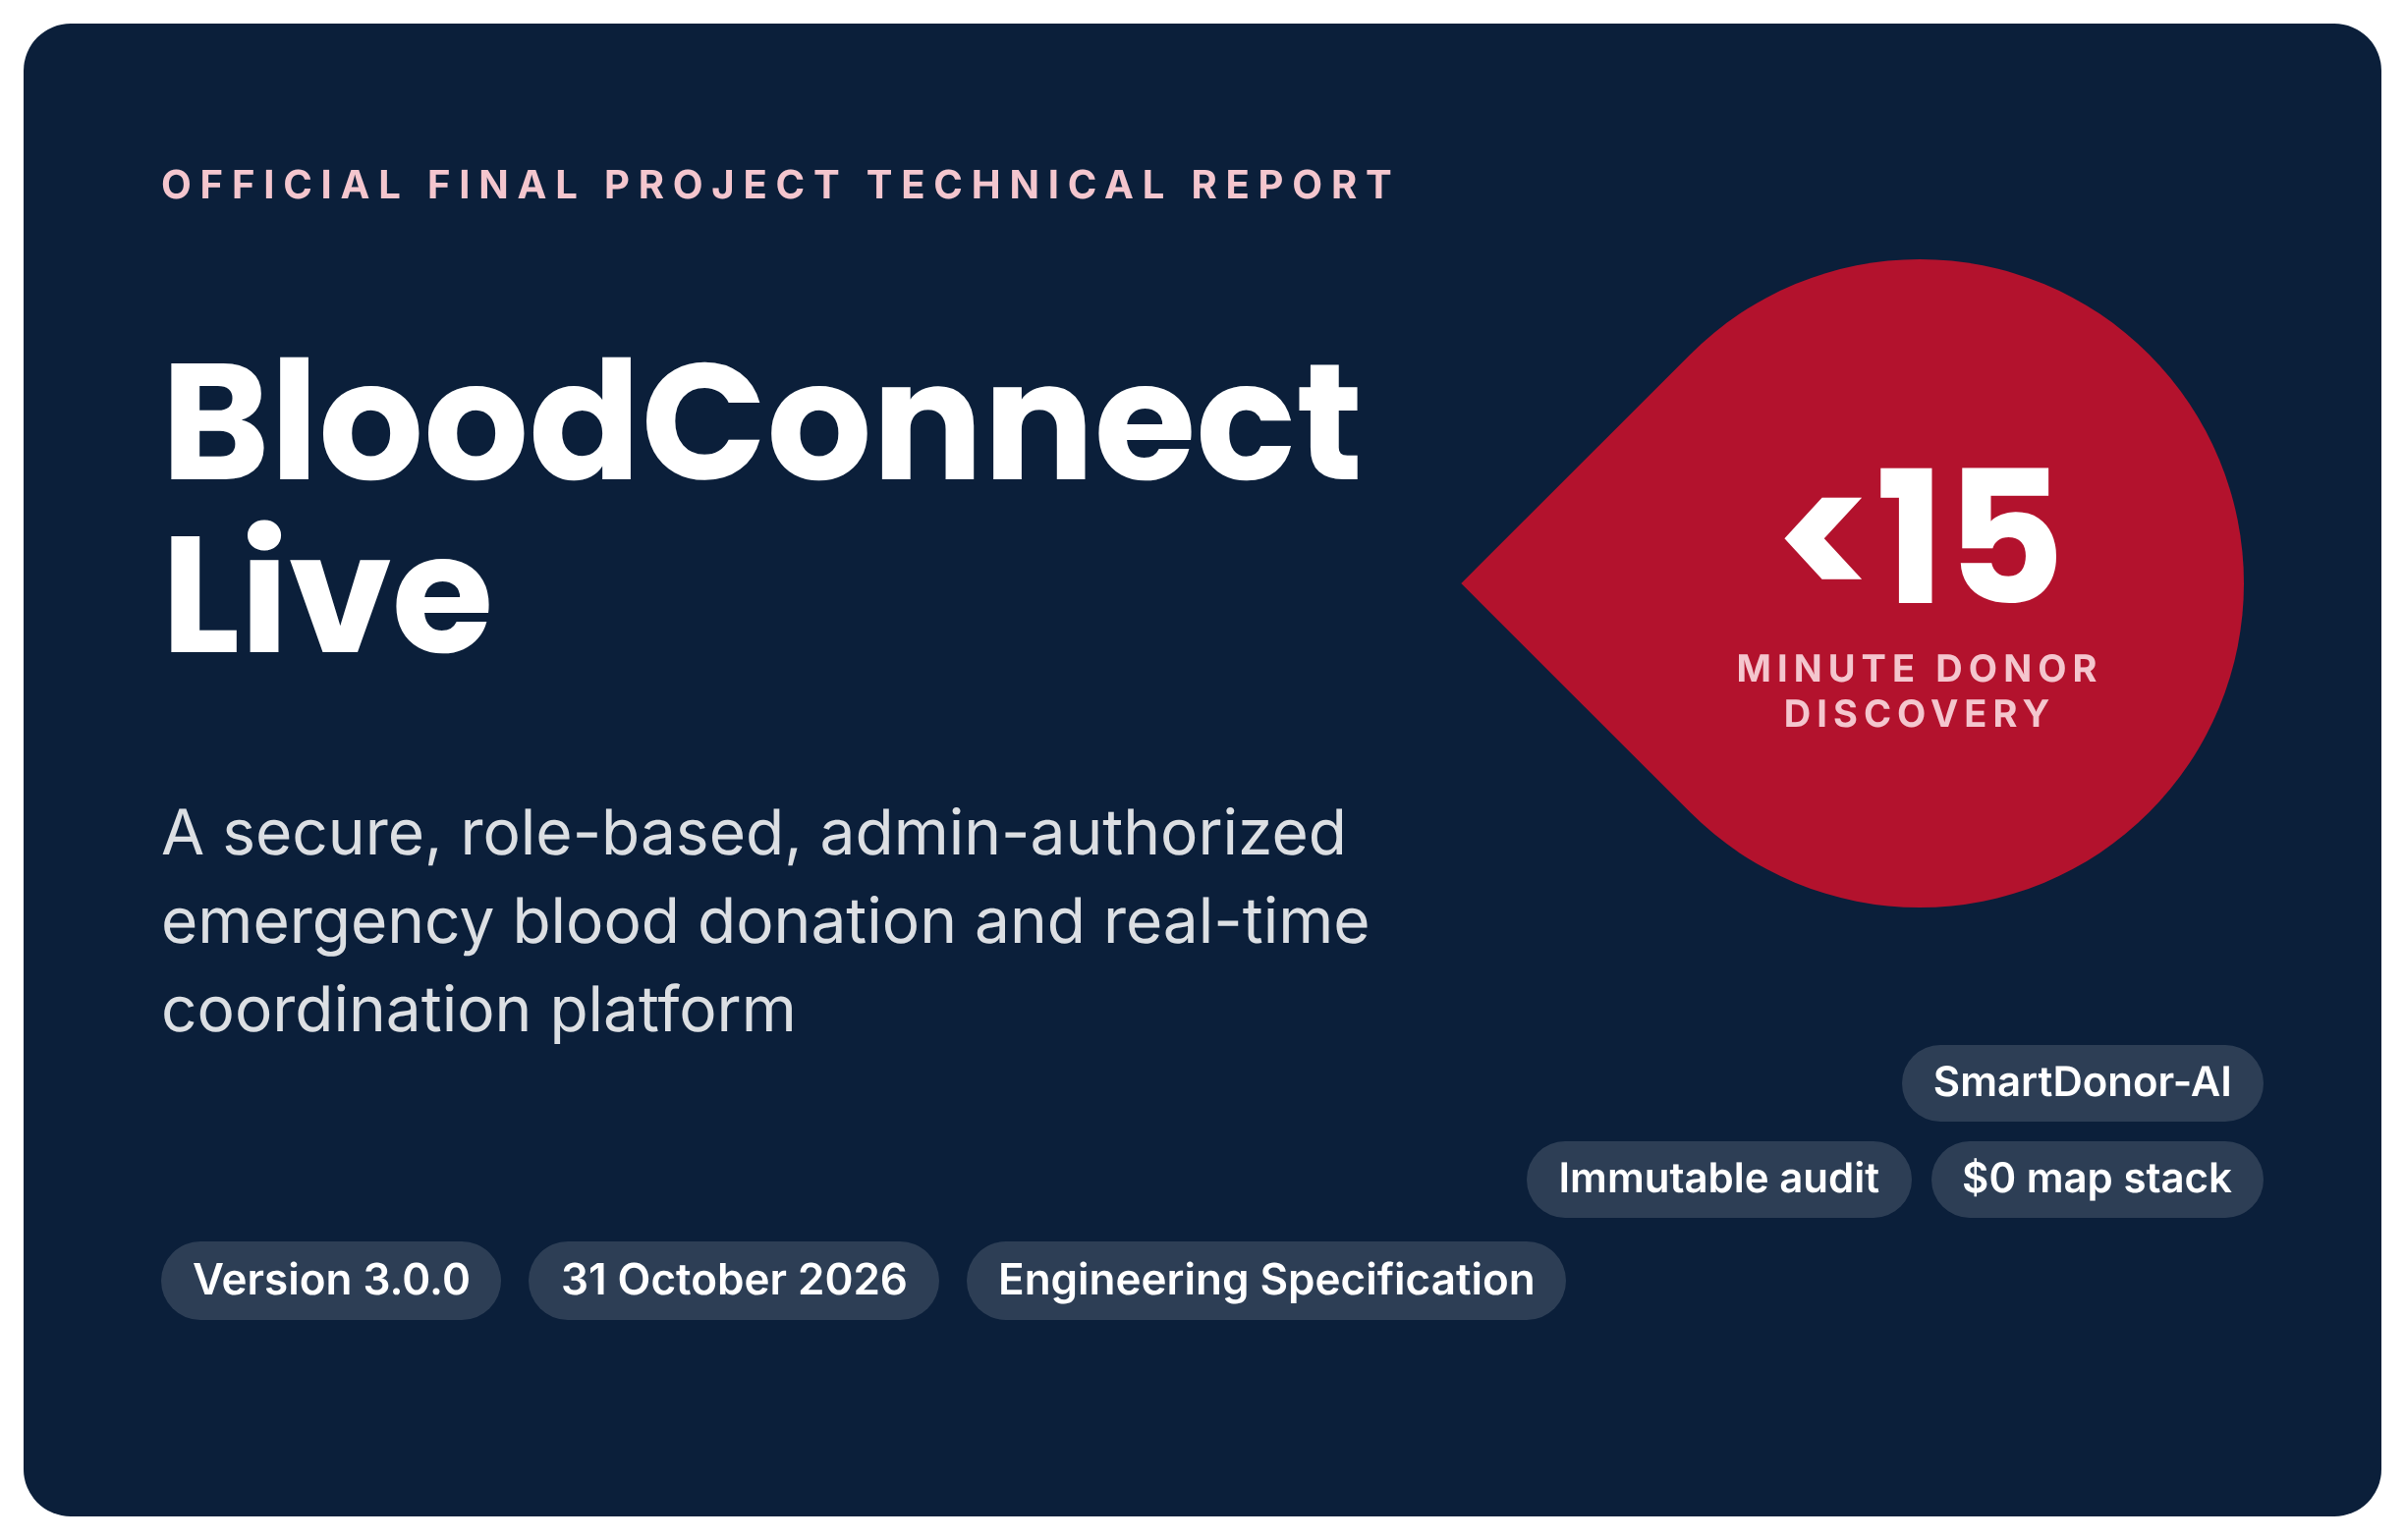 OFFICIAL FINAL PROJECT TECHNICAL REPORT
BloodConnect
Live
A secure, role-based, admin-authorized
emergency blood donation and real-time
coordination platform
Version 3.0.0
31 October 2026
Engineering Specification
<15
MINUTE DONOR
DISCOVERY
SmartDonor-AI
Immutable audit
$0 map stack